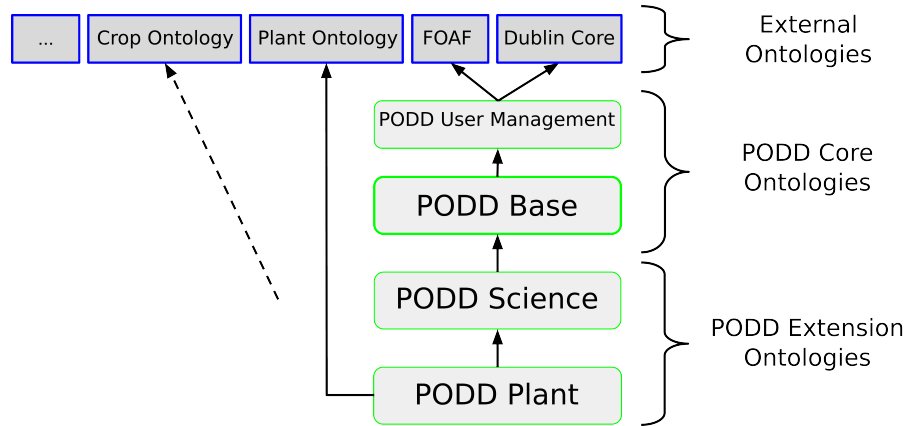 ...
Crop Ontology
Plant Ontology
FOAF
Dublin Core
External
Ontologies
PODD User Management
PODD Core
Ontologies
PODD Base
PODD Science
PODD Extension
Ontologies
PODD Plant